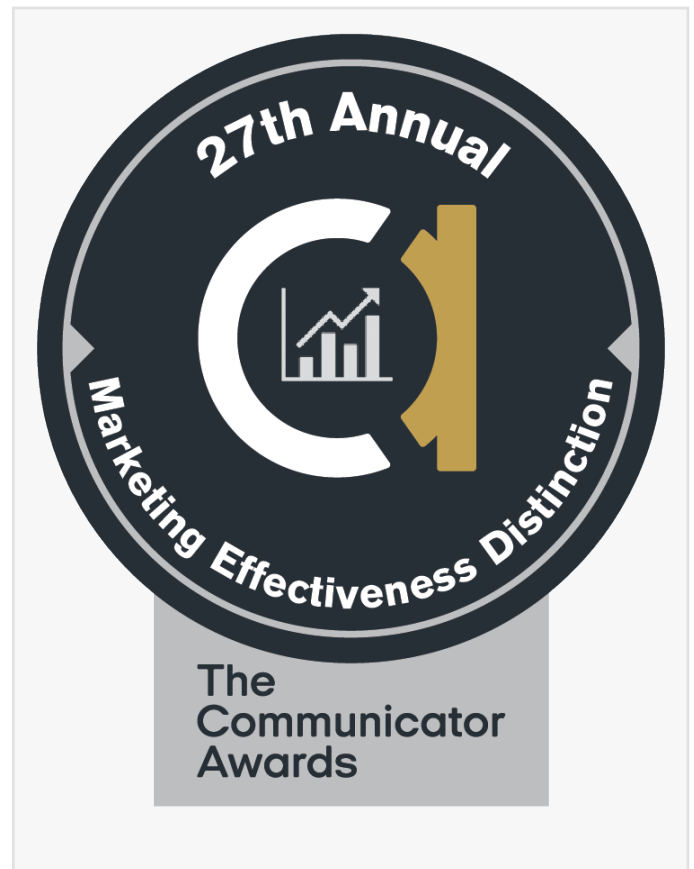 27th Annual
Marketing Effectiveness Distinction
The
Communicator
Awards